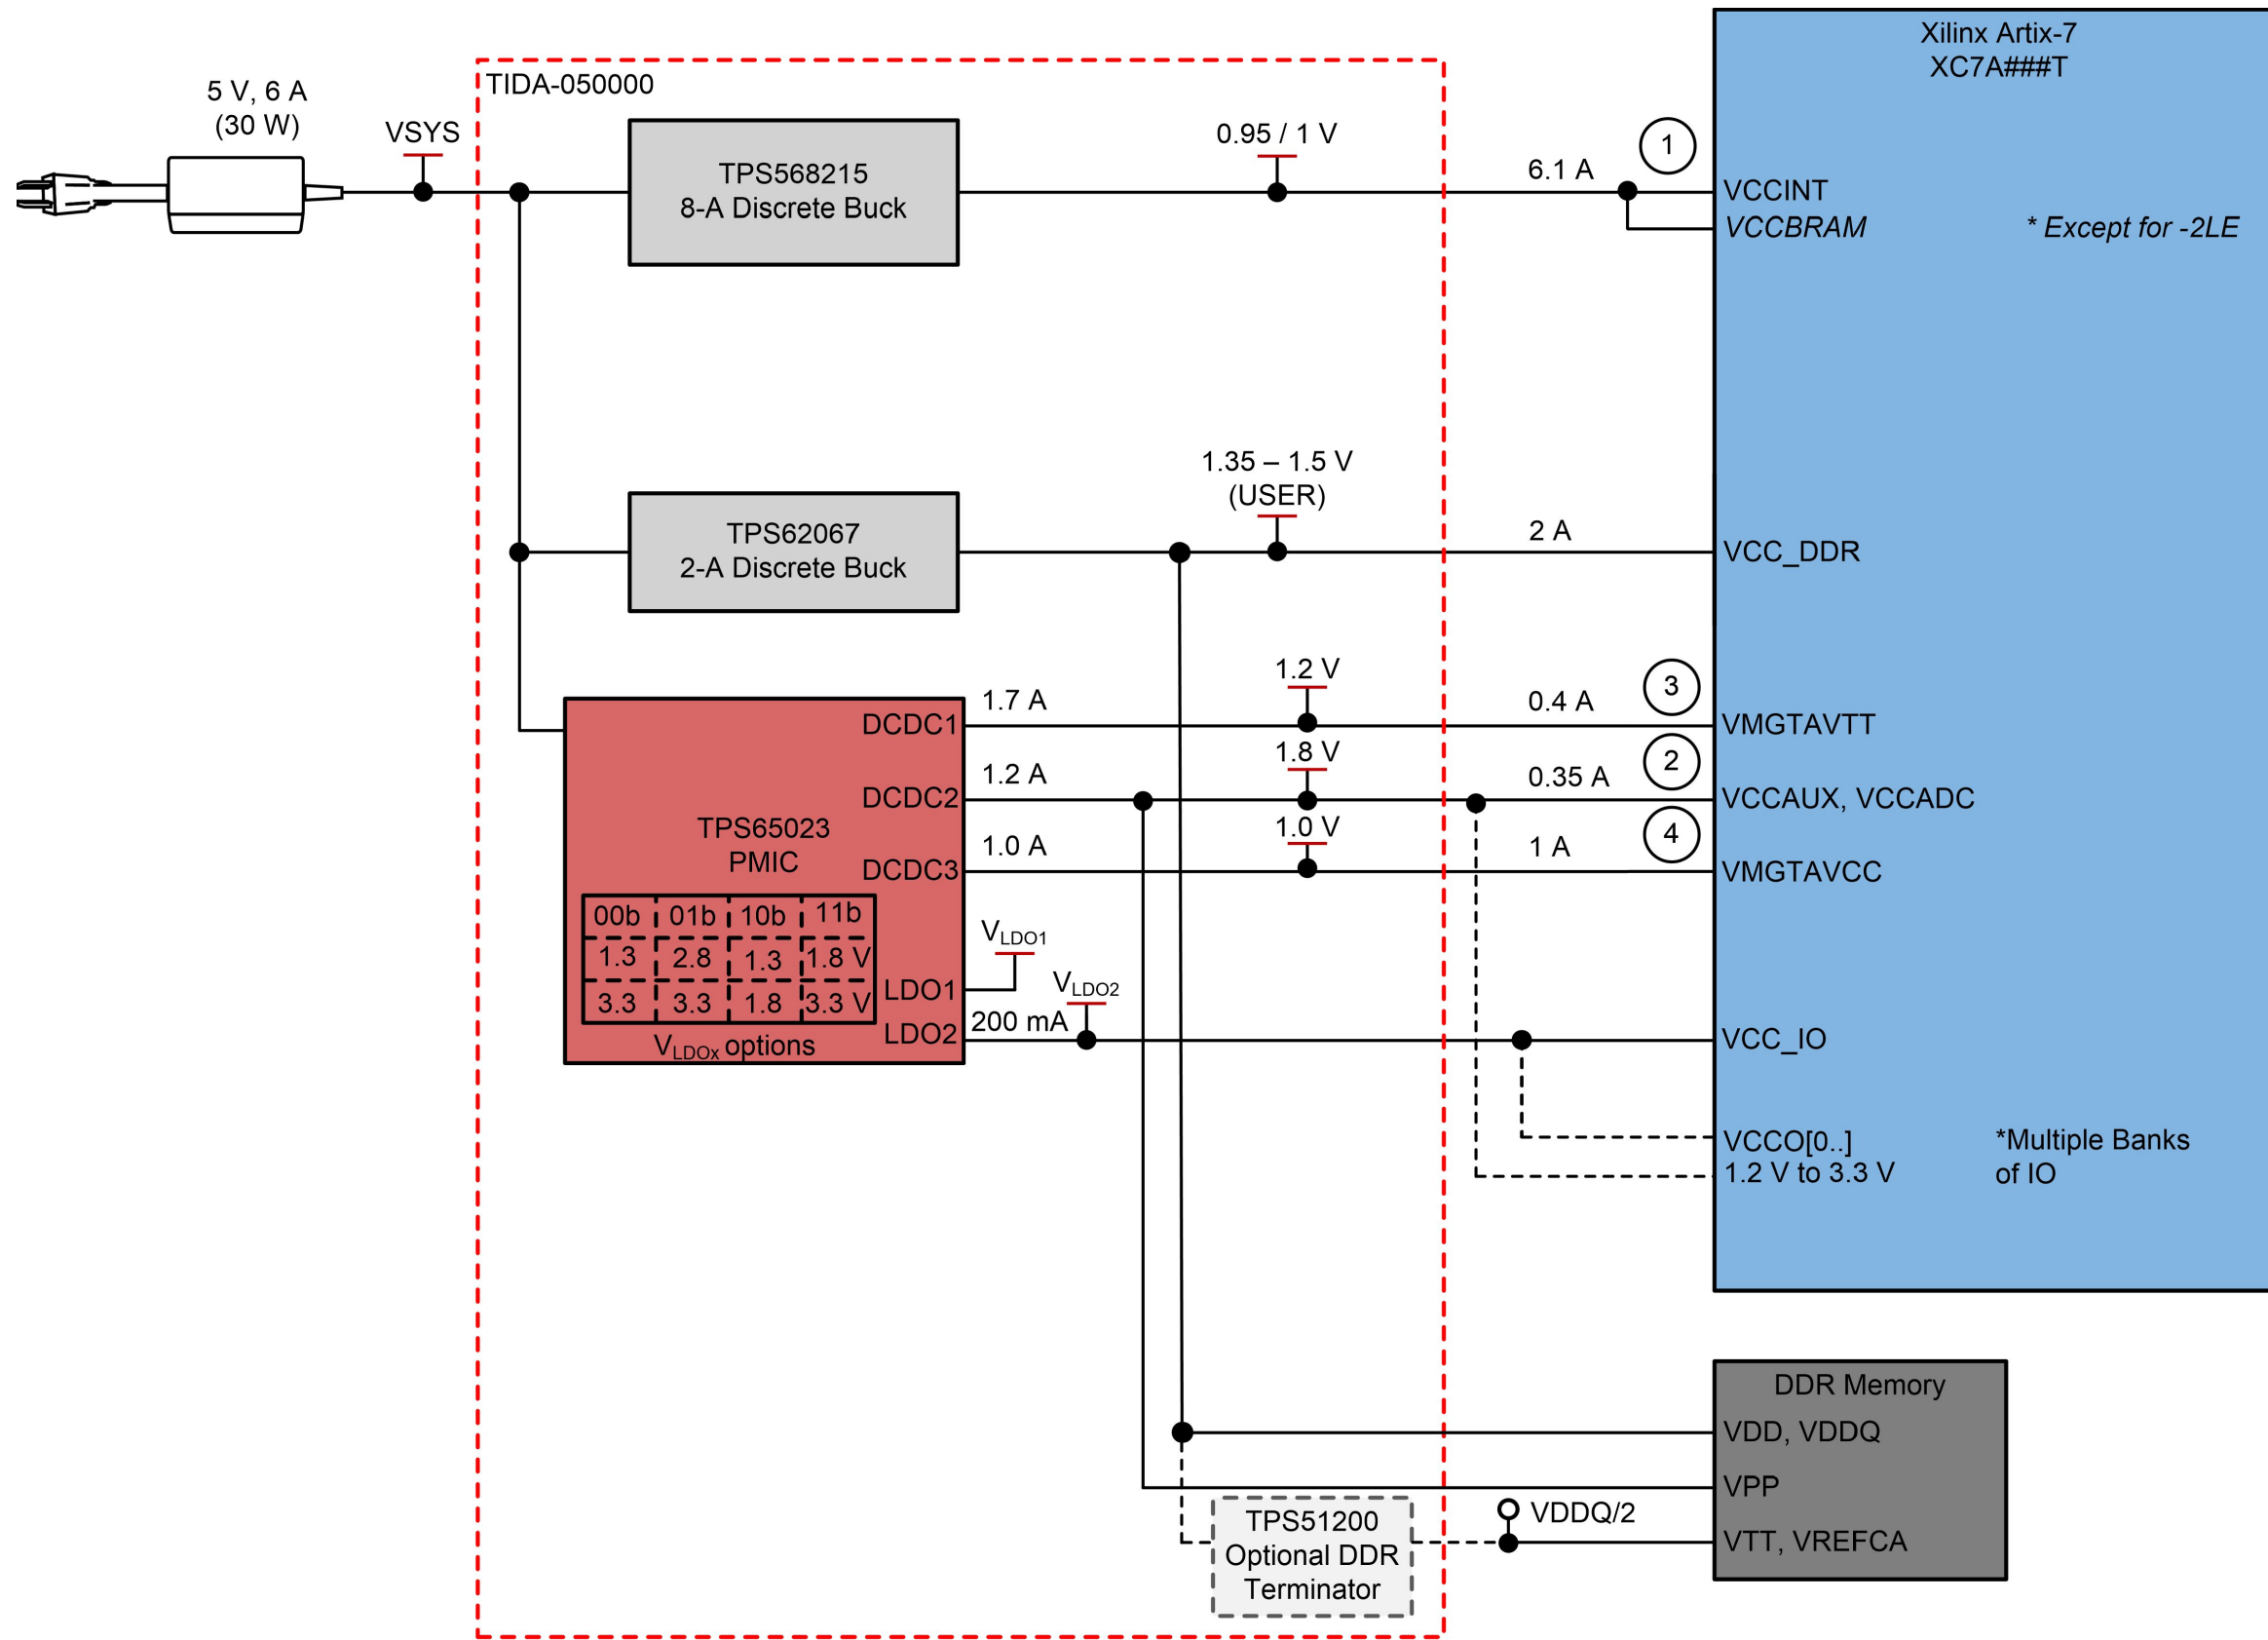 Xilinx Artix-7
XC7A###T
TIDA-050000
5 V, 6 A
(30 W)
VSYS
TPS568215
8-A Discrete Buck
0.95 / 1 V
6.1 A
1
VCCINT
VCCBRAM
* Except for -2LE
1.35 – 1.5 V
(USER)
TPS62067
2-A Discrete Buck
2 A
VCC_DDR
TPS65023
PMIC
DCDC1
1.7 A
1.2 V
0.4 A
3
VMGTAVTT
DCDC2
1.2 A
1.8 V
0.35 A
2
VCCAUX, VCCADC
DCDC3
1.0 A
1.0 V
1 A
4
VMGTAVCC
00b 01b 10b 11b
1.3 2.8 1.3 1.8 V
3.3 3.3 1.8 3.3 V
VLDOx options
LDO1
VLDO1
LDO2
200 mA
VLDO2
VCC_IO
VCCO[0..]
1.2 V to 3.3 V
*Multiple Banks
of IO
DDR Memory
VDD, VDDQ
VPP
VTT, VREFCA
VDDQ/2
TPS51200
Optional DDR
Terminator